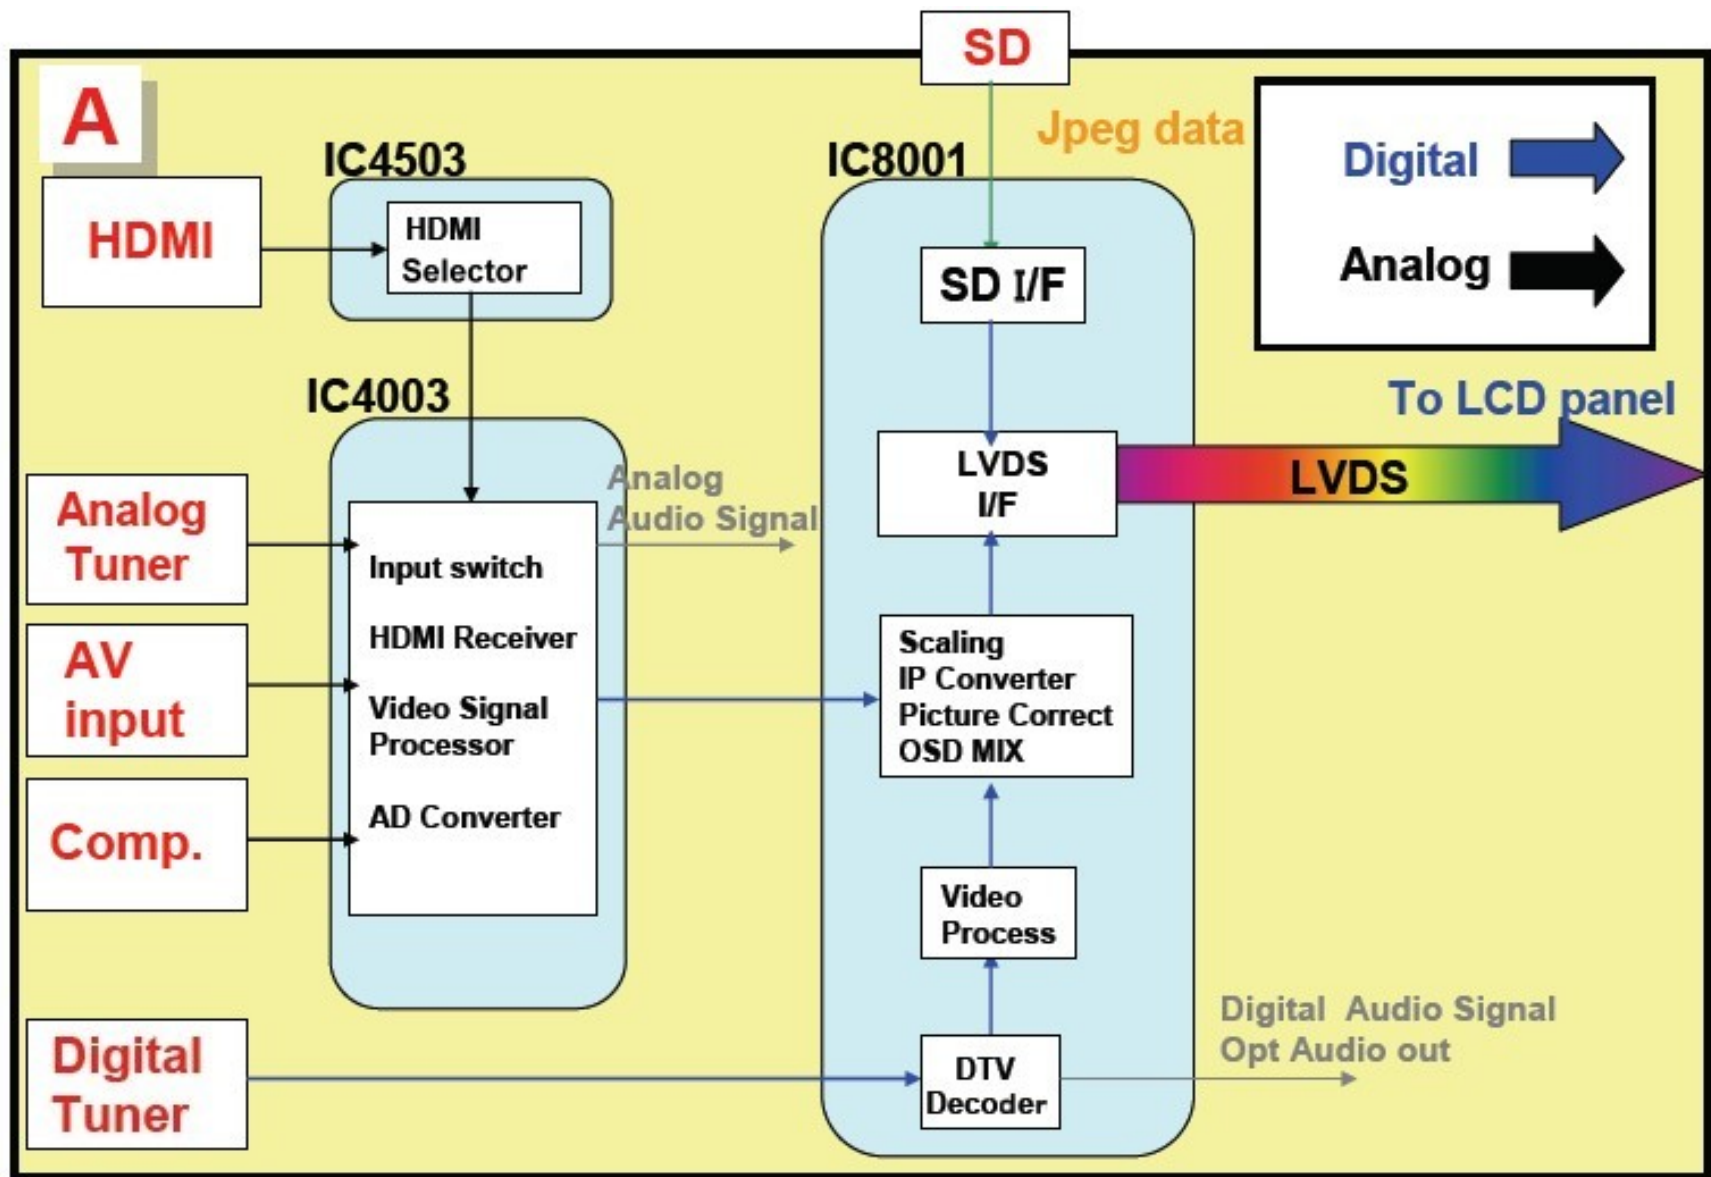 SD
A
Jpeg data
IC4503
IC8001
Digital
HDMI
HDMI
Selector
Analog
SD I/F
IC4003
To LCD panel
LVDS
I/F
LVDS
Analog
Audio Signal
Analog
Tuner
Input switch
HDMI Receiver
Video Signal
Processor
AD Converter
AV
input
Scaling
IP Converter
Picture Correct
OSD MIX
Comp.
Video
Process
Digital Audio Signal
Opt Audio out
Digital
Tuner
DTV
Decoder